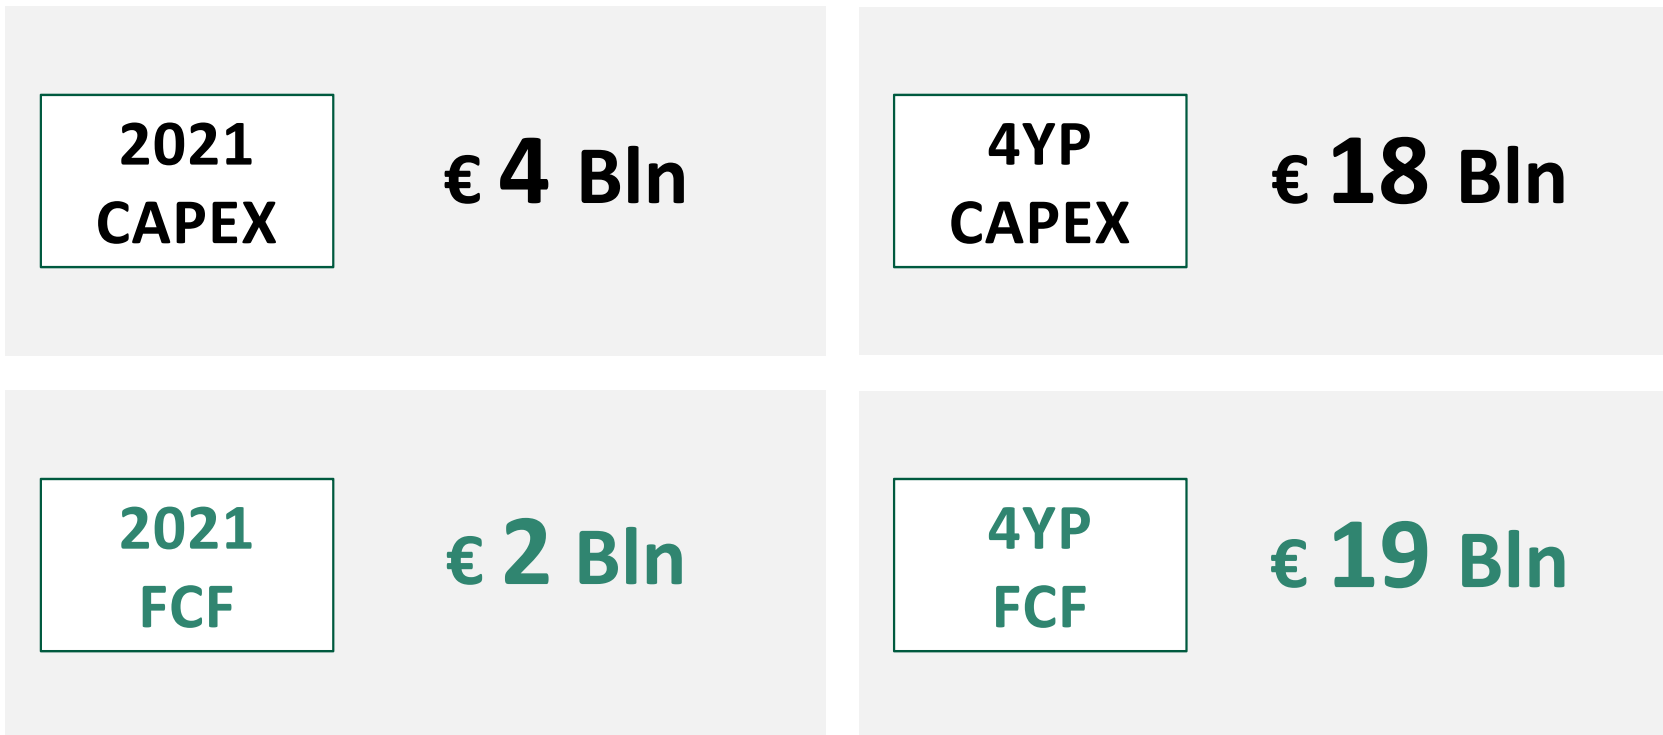 2021
CAPEX
€ 4 Bln
4YP
CAPEX
€ 18 Bln
2021
FCF
€ 2 Bln
4YP
FCF
€ 19 Bln